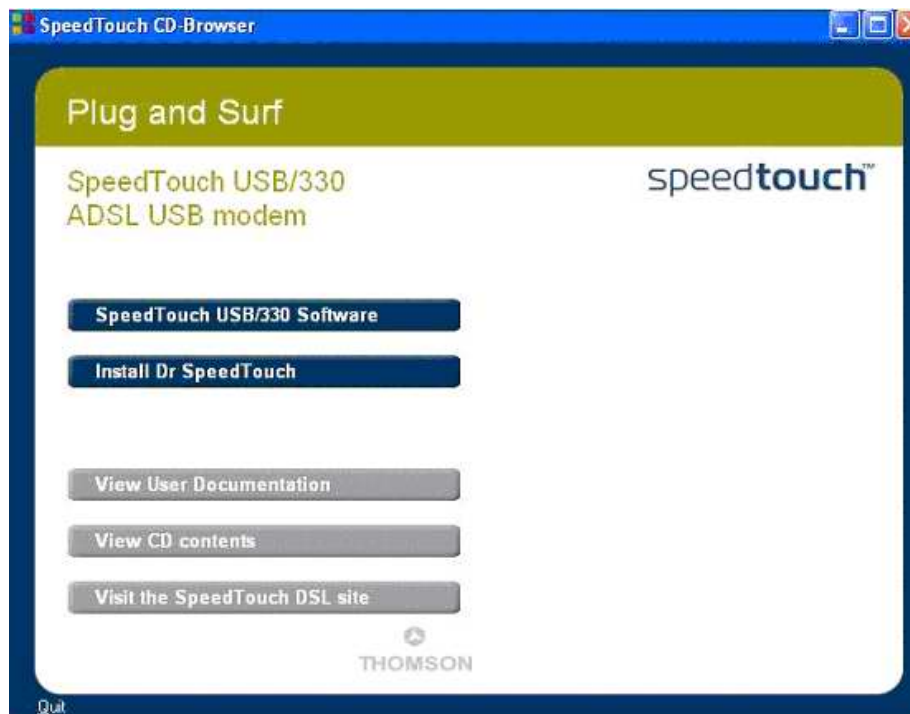 SpeedTouch CD-Browser
Plug and Surf
SpeedTouch USB/330
ADSL USB modem
speedtouch™
SpeedTouch USB/330 Software
Install Dr SpeedTouch
View User Documentation
View CD contents
Visit the SpeedTouch DSL site
THOMSON
Quit